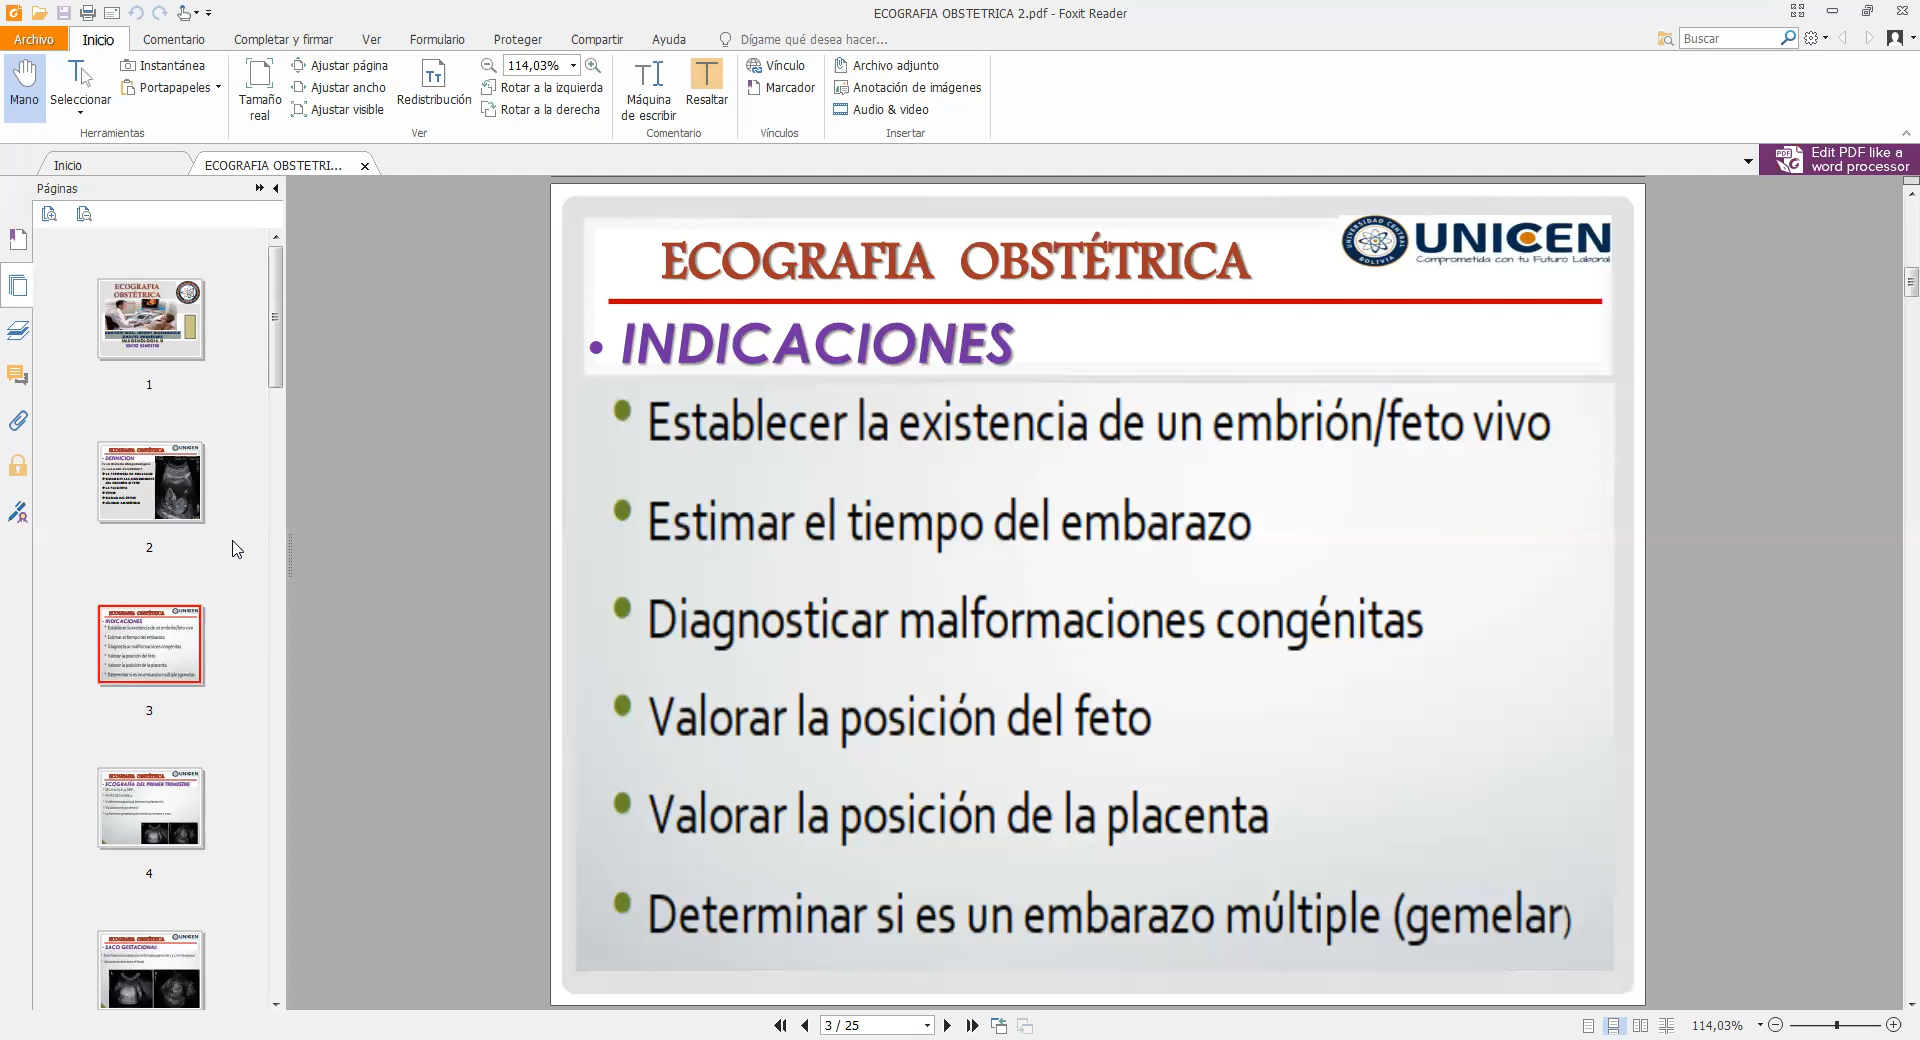 ECOGRAFIA OBSTETRICA 2.pdf - Foxit Reader
Archivo
Inicio
Comentario
Completar y firmar
Ver
Formulario
Proteger
Compartir
Ayuda
Dígame qué desea hacer...
Buscar
Mano
Seleccionar
Instantánea
Portapapeles
Herramientas
Tamaño real
Ajustar página
Ajustar ancho
Ajustar visible
Redistribución
114,03%
Rotar a la izquierda
Rotar a la derecha
Ver
Máquina de escribir
Resaltar
Comentario
Vínculo
Marcador
Vínculos
Archivo adjunto
Anotación de imágenes
Audio & video
Insertar
Inicio
ECOGRAFIA OBSTETRI...
Edit PDF like a
word processor
Páginas
ECOGRAFIA
OBSTÉTRICA
1
2
3
4
ECOGRAFIA OBSTÉTRICA
UNIVERSIDAD CENTRAL
BOLIVIA
UNICEN
Comprometida con tu Futuro Laboral
• INDICACIONES
• Establecer la existencia de un embrión/feto vivo
• Estimar el tiempo del embarazo
• Diagnosticar malformaciones congénitas
• Valorar la posición del feto
• Valorar la posición de la placenta
• Determinar si es un embarazo múltiple (gemelar)
3 / 25
114,03%